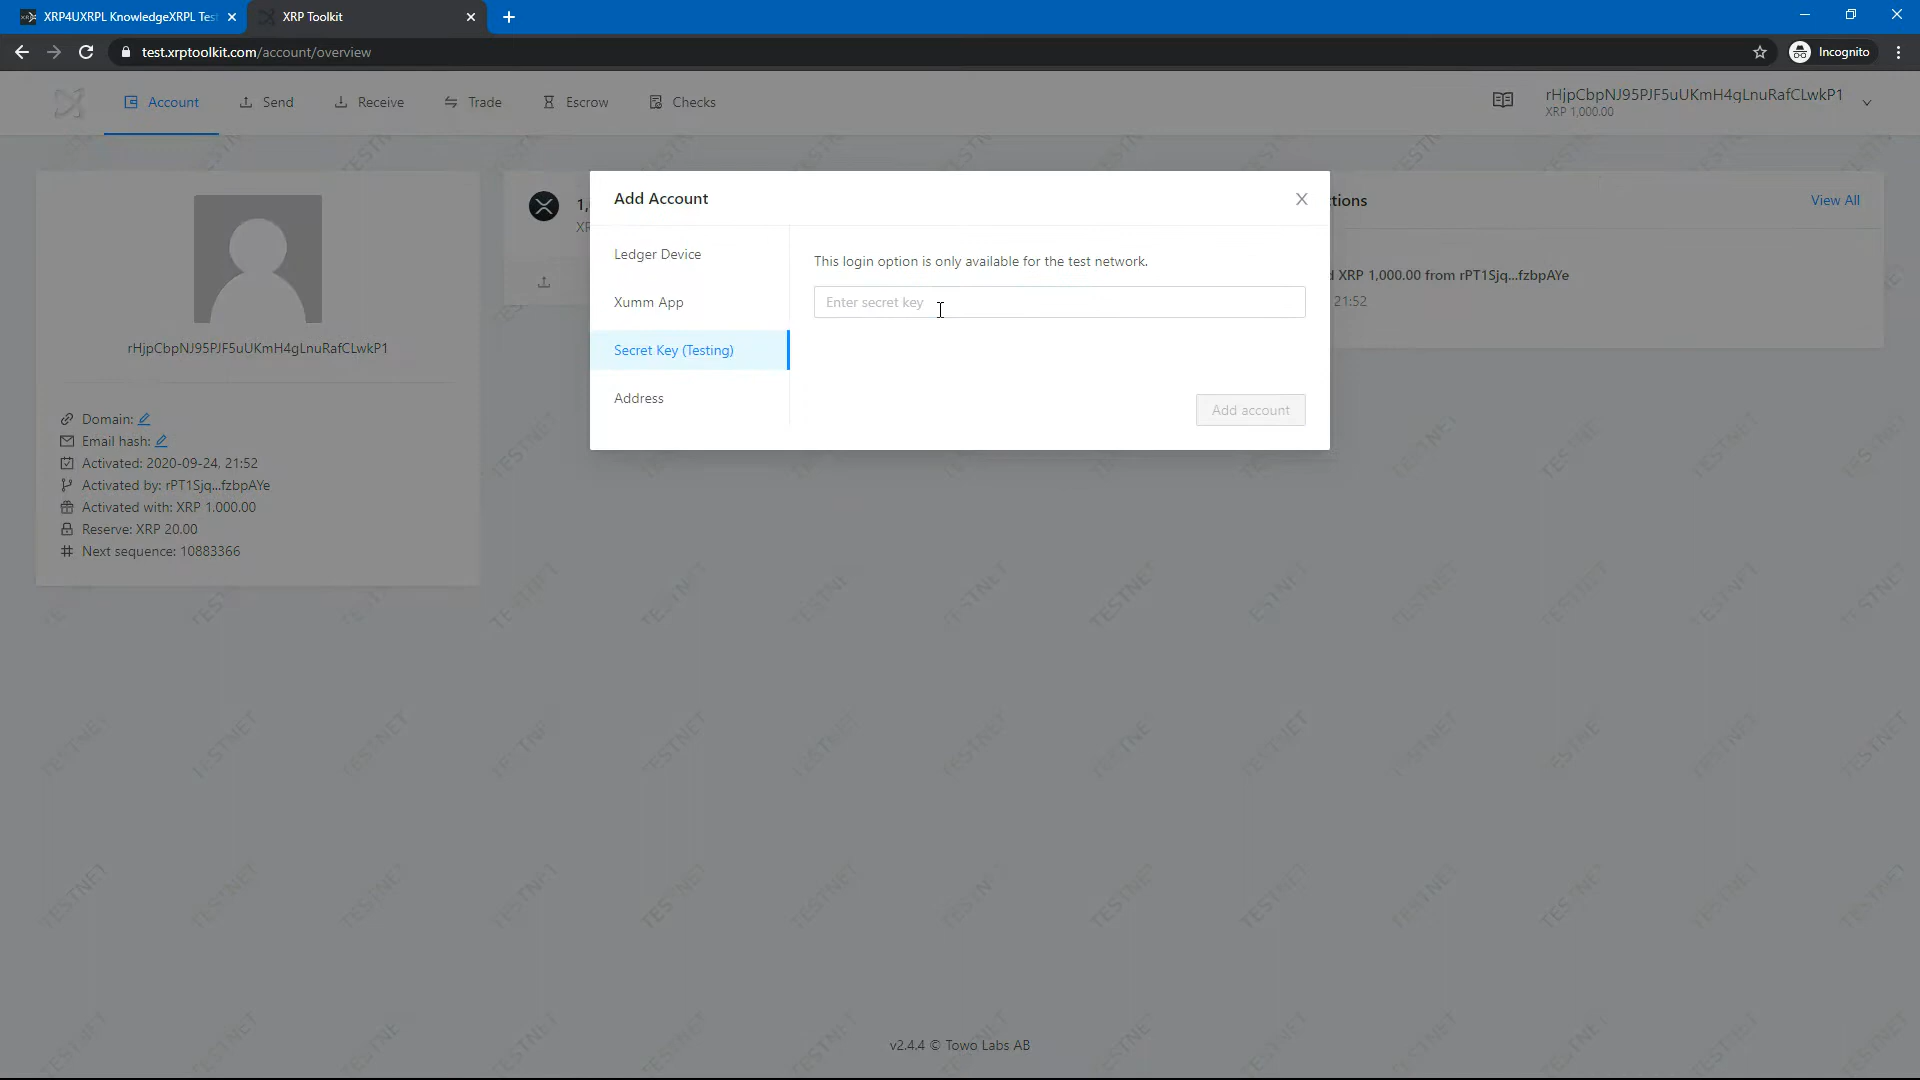 XRP4UXRPL KnowledgeXRPL Tes
XRP Toolkit
test.xrptoolkit.com/account/overview
Incognito
Account
Send
Receive
Trade
Escrow
Checks
rHjpCbpNJ95PJF5uUKmH4gLnuRafCLwkP1
XRP 1,000.00
Add Account
Ledger Device
Xumm App
Secret Key (Testing)
Address
This login option is only available for the test network.
Enter secret key
Add account
rHjpCbpNJ95PJF5uUKmH4gLnuRafCLwkP1
Domain:
Email hash:
Activated: 2020-09-24, 21:52
Activated by: rPT1Sjq...fzbpAYe
Activated with: XRP 1,000.00
Reserve: XRP 20.00
Next sequence: 10883366
1,
XR
tions
View All
d XRP 1,000.00 from rPT1Sjq...fzbpAYe
21:52
TESTNET
v2.4.4 © Towo Labs AB